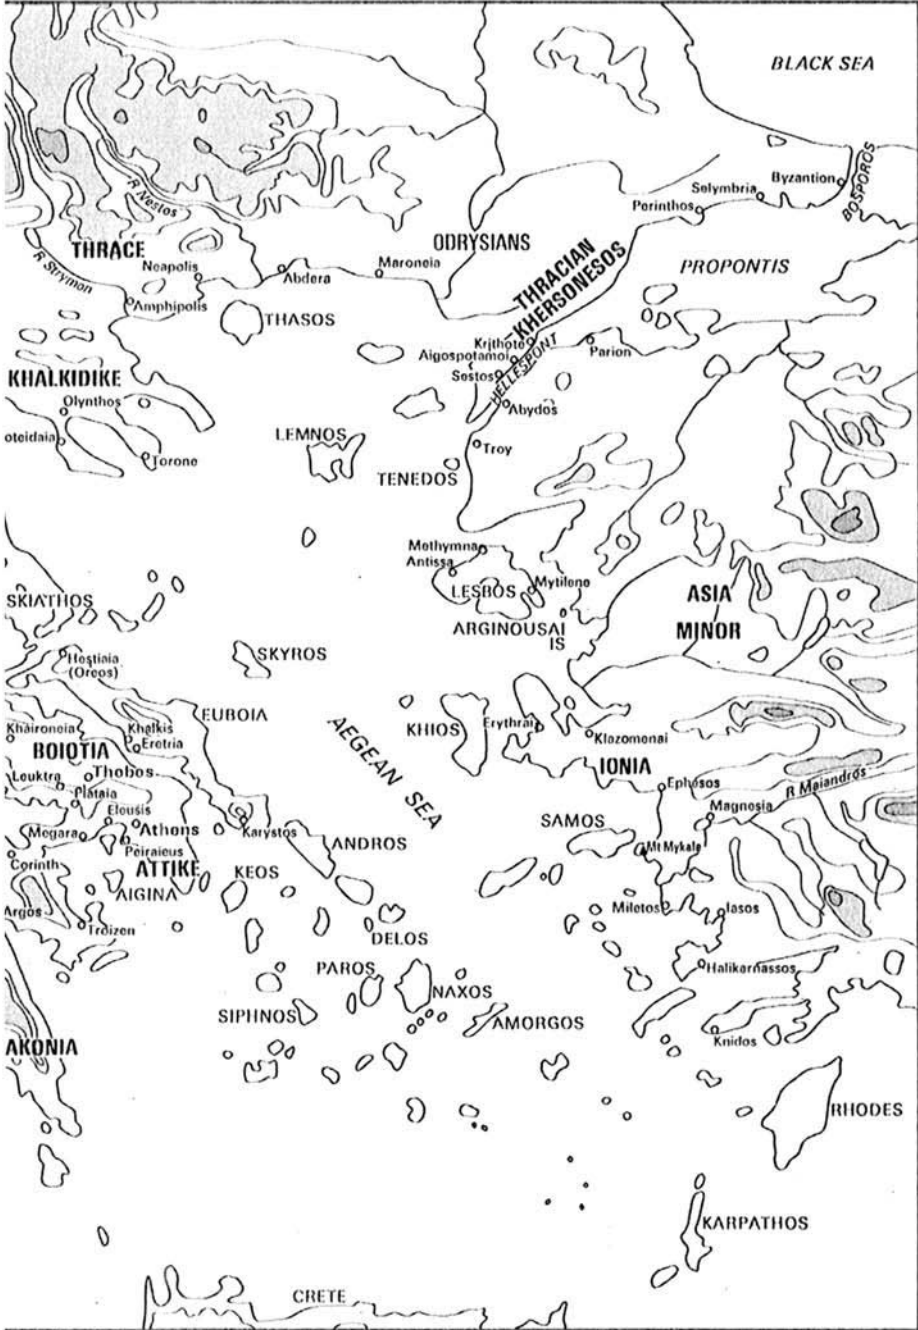 BLACK SEA
BOSPOROS
Byzantion
Selymbria
Perinthos
R Nestos
ODRYSIANS
THRACE
R Strymon
Neapolis
Abdera
Maroneia
THRACIAN
KHERSONESOS
PROPONTIS
Amphipolis
THASOS
Krithote
Aigospotamoi
HELLESPONT
Parion
Sestos
KHALKIDIKE
Olynthos
Abydos
oteidaia
LEMNOS
Troy
Torone
TENEDOS
Methymna
Antissa
LESBOS
Mytilene
ASIA
MINOR
SKIATHOS
ARGINOUSAI
IS
Hestiaia
(Oreos)
SKYROS
EUBOIA
Khaironeia
Khalkis
Eretria
AEGEAN SEA
KHIOS
Erythrai
Klazomenai
BOIOTIA
Thebes
IONIA
Leuktra
Plataia
Ephesos
R Maiandros
Eleusis
Athens
Karystos
Magnesia
Megara
Peiraieus
ANDROS
SAMOS
Mt Mykale
Corinth
ATTIKE
KEOS
AIGINA
Argos
Troizen
Miletos
Iasos
DELOS
PAROS
NAXOS
Halikarnassos
SIPHNOS
AMORGOS
Knidos
AKONIA
RHODES
KARPATHOS
CRETE